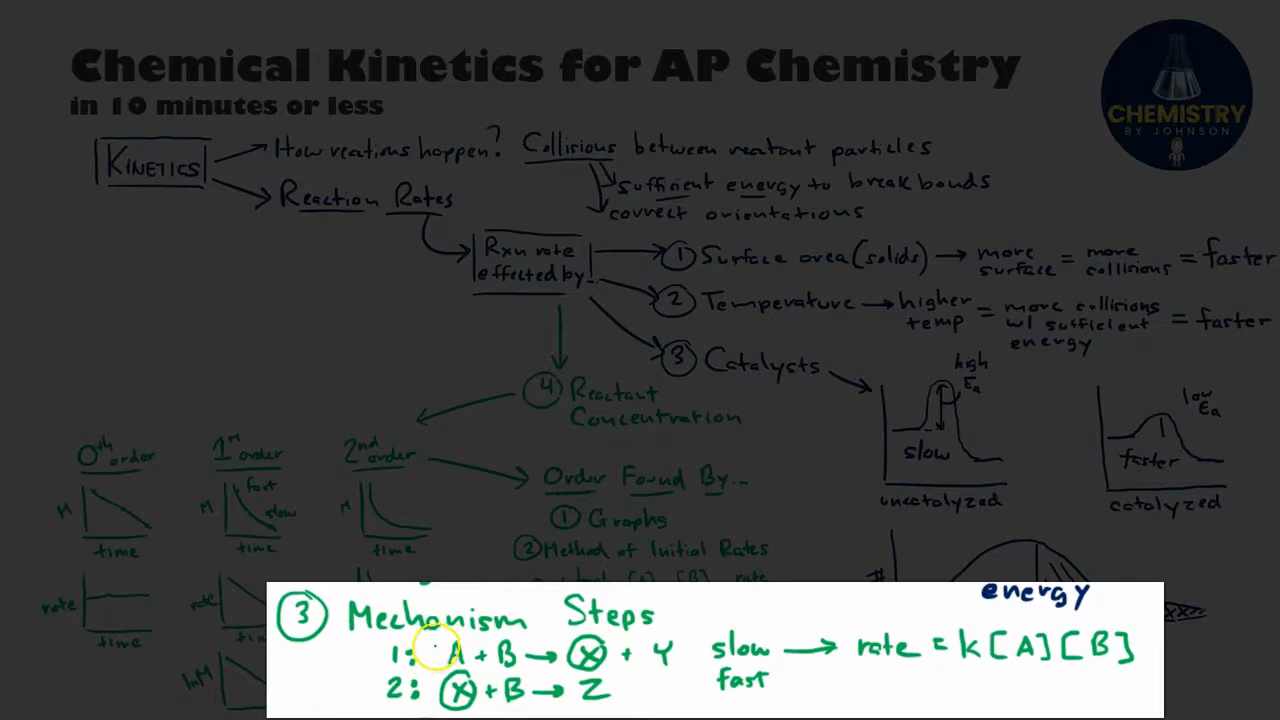 Chemical Kinetics for AP Chemistry
in 10 minutes or less
CHEMISTRY
BY JOHNSON
KINETICS
How reactions happen? Collisions between reactant particles
sufficient energy to break bonds
correct orientations
Reaction Rates
Rxn rate
effected by...
1 Surface area (solids) → more surface = more collisions = faster
2 Temperature → higher temp = more collisions w/ sufficient energy = faster
3 Catalysts
high Ea
slow
uncatalyzed
low Ea
faster
catalyzed
4 Reactant
Concentration
0th order
1st order
2nd order
M
time
M
fast
slow
time
M
time
Order Found By...
1 Graphs
2 Method of Initial Rates
[A] [B] rate
rate
rate
lnM
#
energy
3 Mechanism Steps
1: A + B → X + Y slow → rate = k[A][B]
2: X + B → Z fast